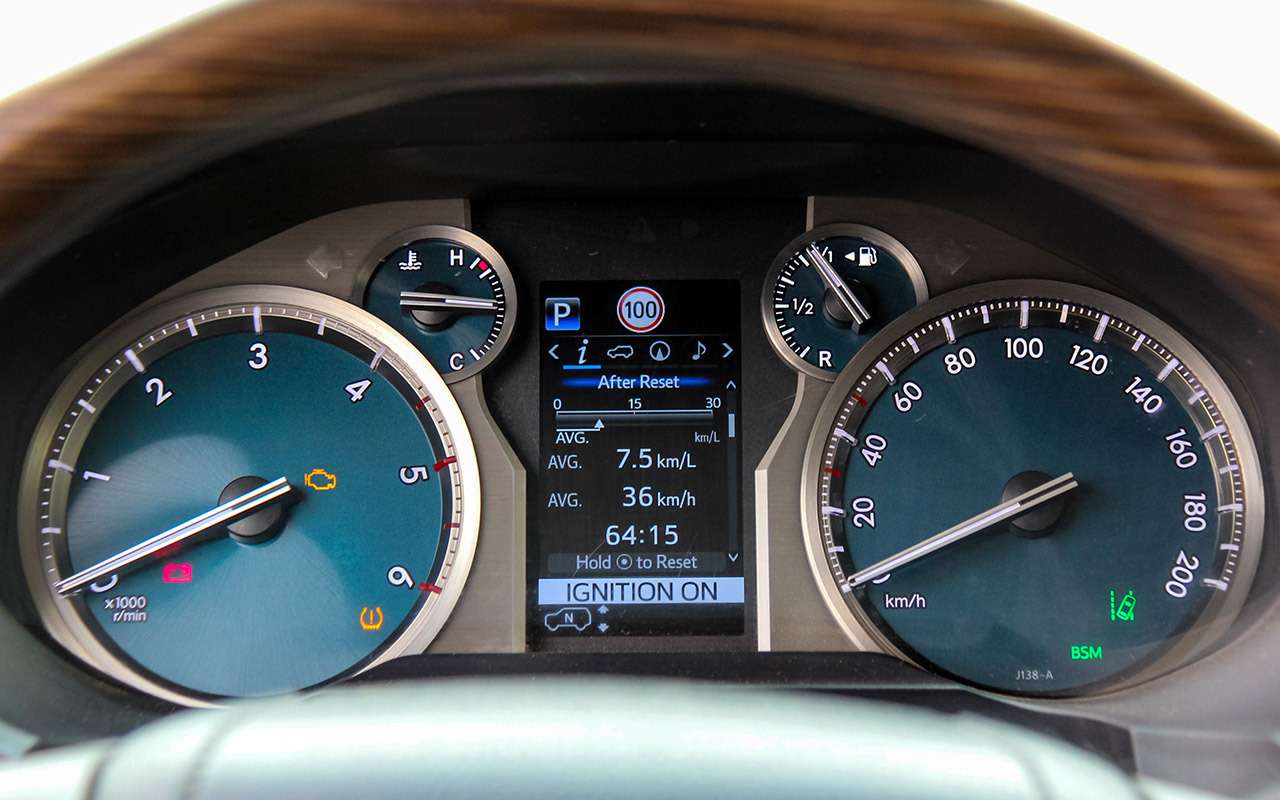 H
C
1/1
1/2
R
0
1
2
3
4
5
6
x1000
r/min
P
100
i
After Reset
0 15 30
AVG. km/L
AVG. 7.5 km/L
AVG. 36 km/h
64:15
Hold to Reset
IGNITION ON
N
20
40
60
80
100
120
140
160
180
200
km/h
BSM
J138-A